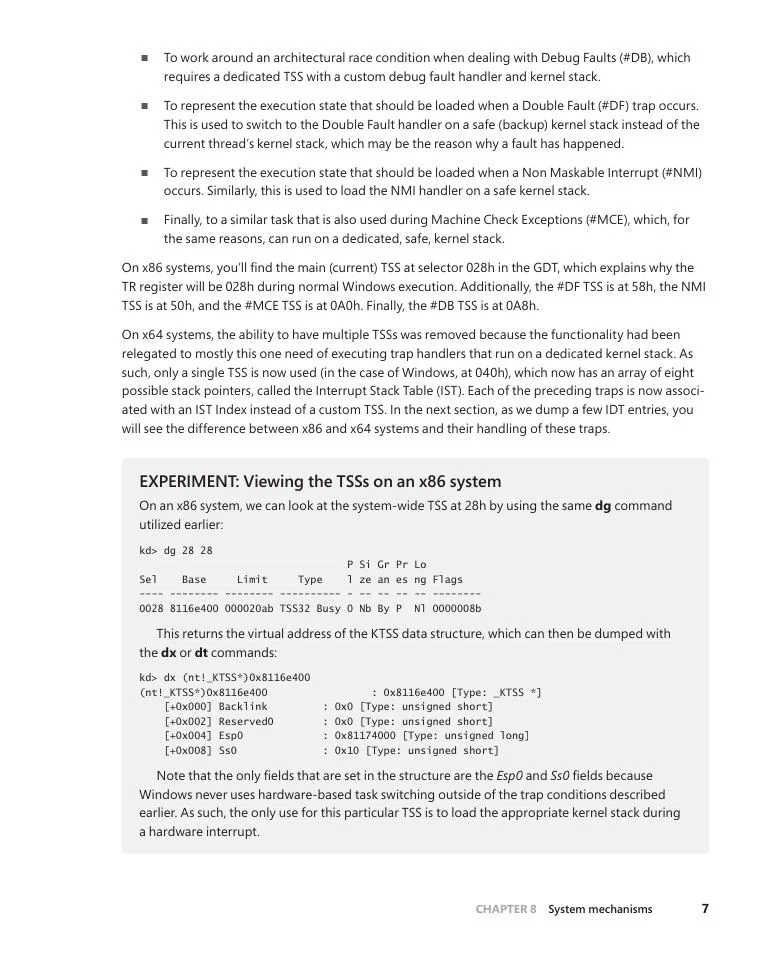 ■ To work around an architectural race condition when dealing with Debug Faults (#DB), which
requires a dedicated TSS with a custom debug fault handler and kernel stack.
■ To represent the execution state that should be loaded when a Double Fault (#DF) trap occurs.
This is used to switch to the Double Fault handler on a safe (backup) kernel stack instead of the
current thread's kernel stack, which may be the reason why a fault has happened.
■ To represent the execution state that should be loaded when a Non Maskable Interrupt (#NMI)
occurs. Similarly, this is used to load the NMI handler on a safe kernel stack.
■ Finally, to a similar task that is also used during Machine Check Exceptions (#MCE), which, for
the same reasons, can run on a dedicated, safe, kernel stack.
On x86 systems, you'll find the main (current) TSS at selector 028h in the GDT, which explains why the
TR register will be 028h during normal Windows execution. Additionally, the #DF TSS is at 58h, the NMI
TSS is at 50h, and the #MCE TSS is at 0A0h. Finally, the #DB TSS is at 0A8h.
On x64 systems, the ability to have multiple TSSs was removed because the functionality had been
relegated to mostly this one need of executing trap handlers that run on a dedicated kernel stack. As
such, only a single TSS is now used (in the case of Windows, at 040h), which now has an array of eight
possible stack pointers, called the Interrupt Stack Table (IST). Each of the preceding traps is now associ-
ated with an IST Index instead of a custom TSS. In the next section, as we dump a few IDT entries, you
will see the difference between x86 and x64 systems and their handling of these traps.
EXPERIMENT: Viewing the TSSs on an x86 system
On an x86 system, we can look at the system-wide TSS at 28h by using the same dg command
utilized earlier:
kd> dg 28 28
                                  P Si Gr Pr Lo
Sel    Base     Limit     Type    l ze an es ng Flags
---- -------- -------- ---------- - -- -- -- -- --------
0028 8116e400 000020ab TSS32 Busy 0 Nb By P  Nl 0000008b
This returns the virtual address of the KTSS data structure, which can then be dumped with
the dx or dt commands:
kd> dx (nt!_KTSS*)0x8116e400
(nt!_KTSS*)0x8116e400                 : 0x8116e400 [Type: _KTSS *]
    [+0x000] Backlink         : 0x0 [Type: unsigned short]
    [+0x002] Reserved0        : 0x0 [Type: unsigned short]
    [+0x004] Esp0             : 0x81174000 [Type: unsigned long]
    [+0x008] Ss0              : 0x10 [Type: unsigned short]
Note that the only fields that are set in the structure are the Esp0 and Ss0 fields because
Windows never uses hardware-based task switching outside of the trap conditions described
earlier. As such, the only use for this particular TSS is to load the appropriate kernel stack during
a hardware interrupt.
CHAPTER 8 System mechanisms 7